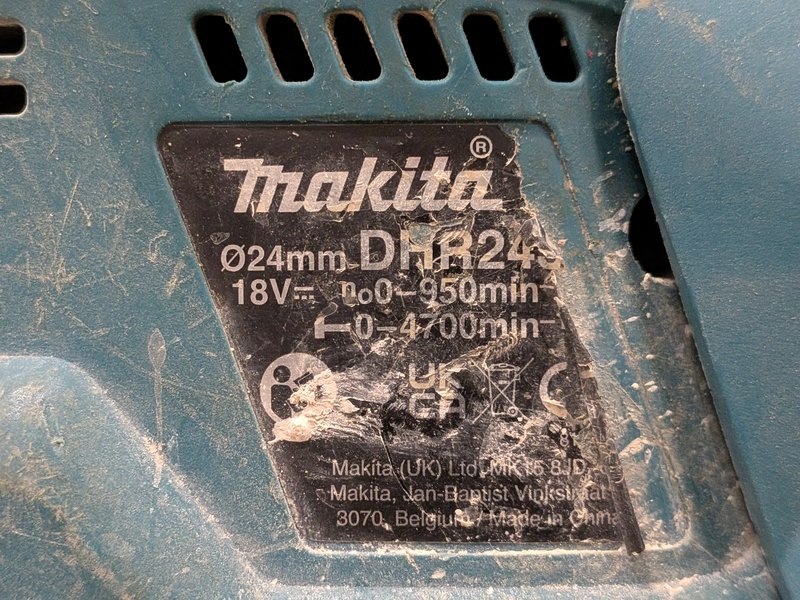 Makita®
Ø24mm DHR24
18V⎓ n₀0–950min⁻
0–4700min⁻
UK
CA
Makita (UK) Ltd, MK15 8JD,
Makita, Jan-Baptist Vinkstraat
3070, Belgium / Made in China